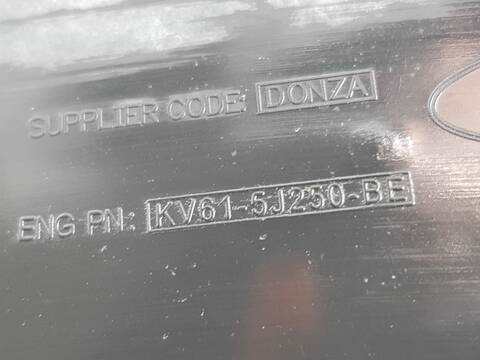 SUPPLIER CODE: DONZA
ENG PN: KV61-5J250-BE